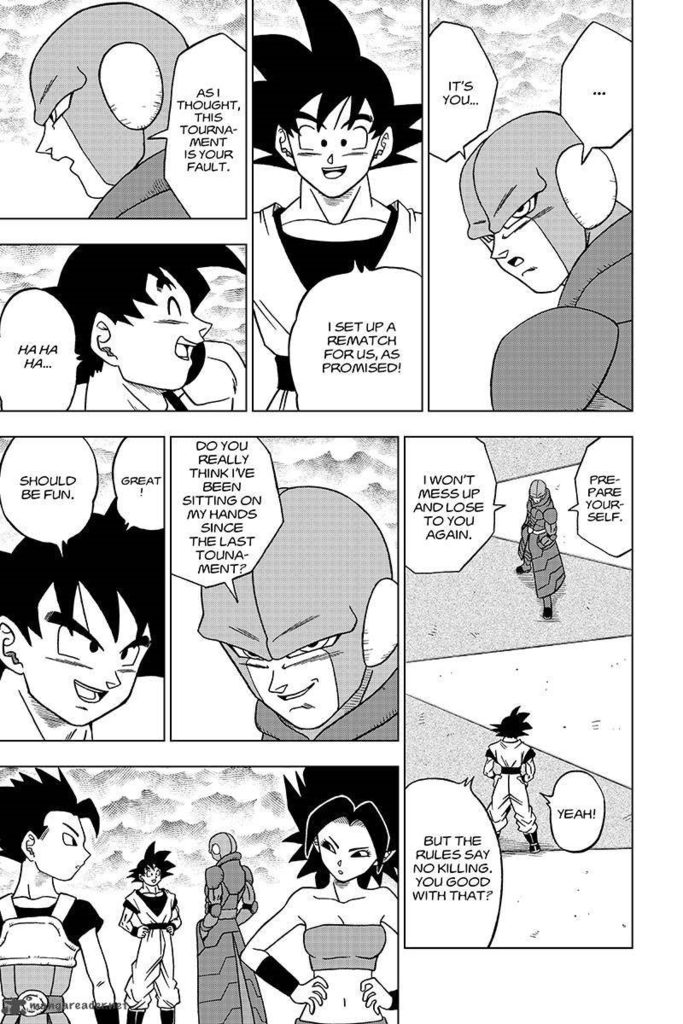 ...
IT'S
YOU...
I SET UP A
REMATCH
FOR US, AS
PROMISED!
AS I
THOUGHT,
THIS
TOURNA-
MENT
IS YOUR
FAULT.
HA HA
HA...
PRE-
PARE
YOUR-
SELF.
I WON'T
MESS UP
AND LOSE
TO YOU
AGAIN.
YEAH!
BUT THE
RULES SAY
NO KILLING.
YOU GOOD
WITH THAT?
DO YOU
REALLY
THINK I'VE
BEEN
SITTING ON
MY HANDS
SINCE
THE LAST
TOUNA-
MENT?
GREAT
!
SHOULD
BE FUN.
mangareader.net